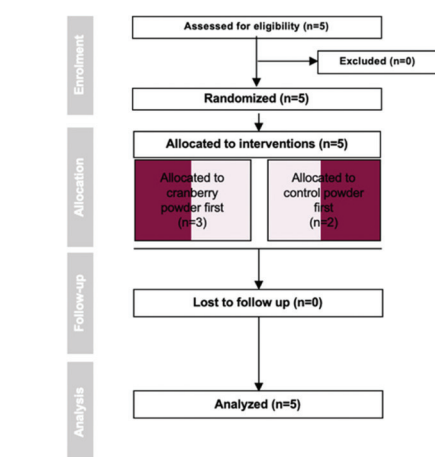 Enrolment
Assessed for eligibility (n=5)
Excluded (n=0)
Randomized (n=5)
Allocation
Allocated to interventions (n=5)
Allocated to
cranberry
powder first
(n=3)
Allocated to
control powder
first
(n=2)
Follow-up
Lost to follow up (n=0)
Analysis
Analyzed (n=5)